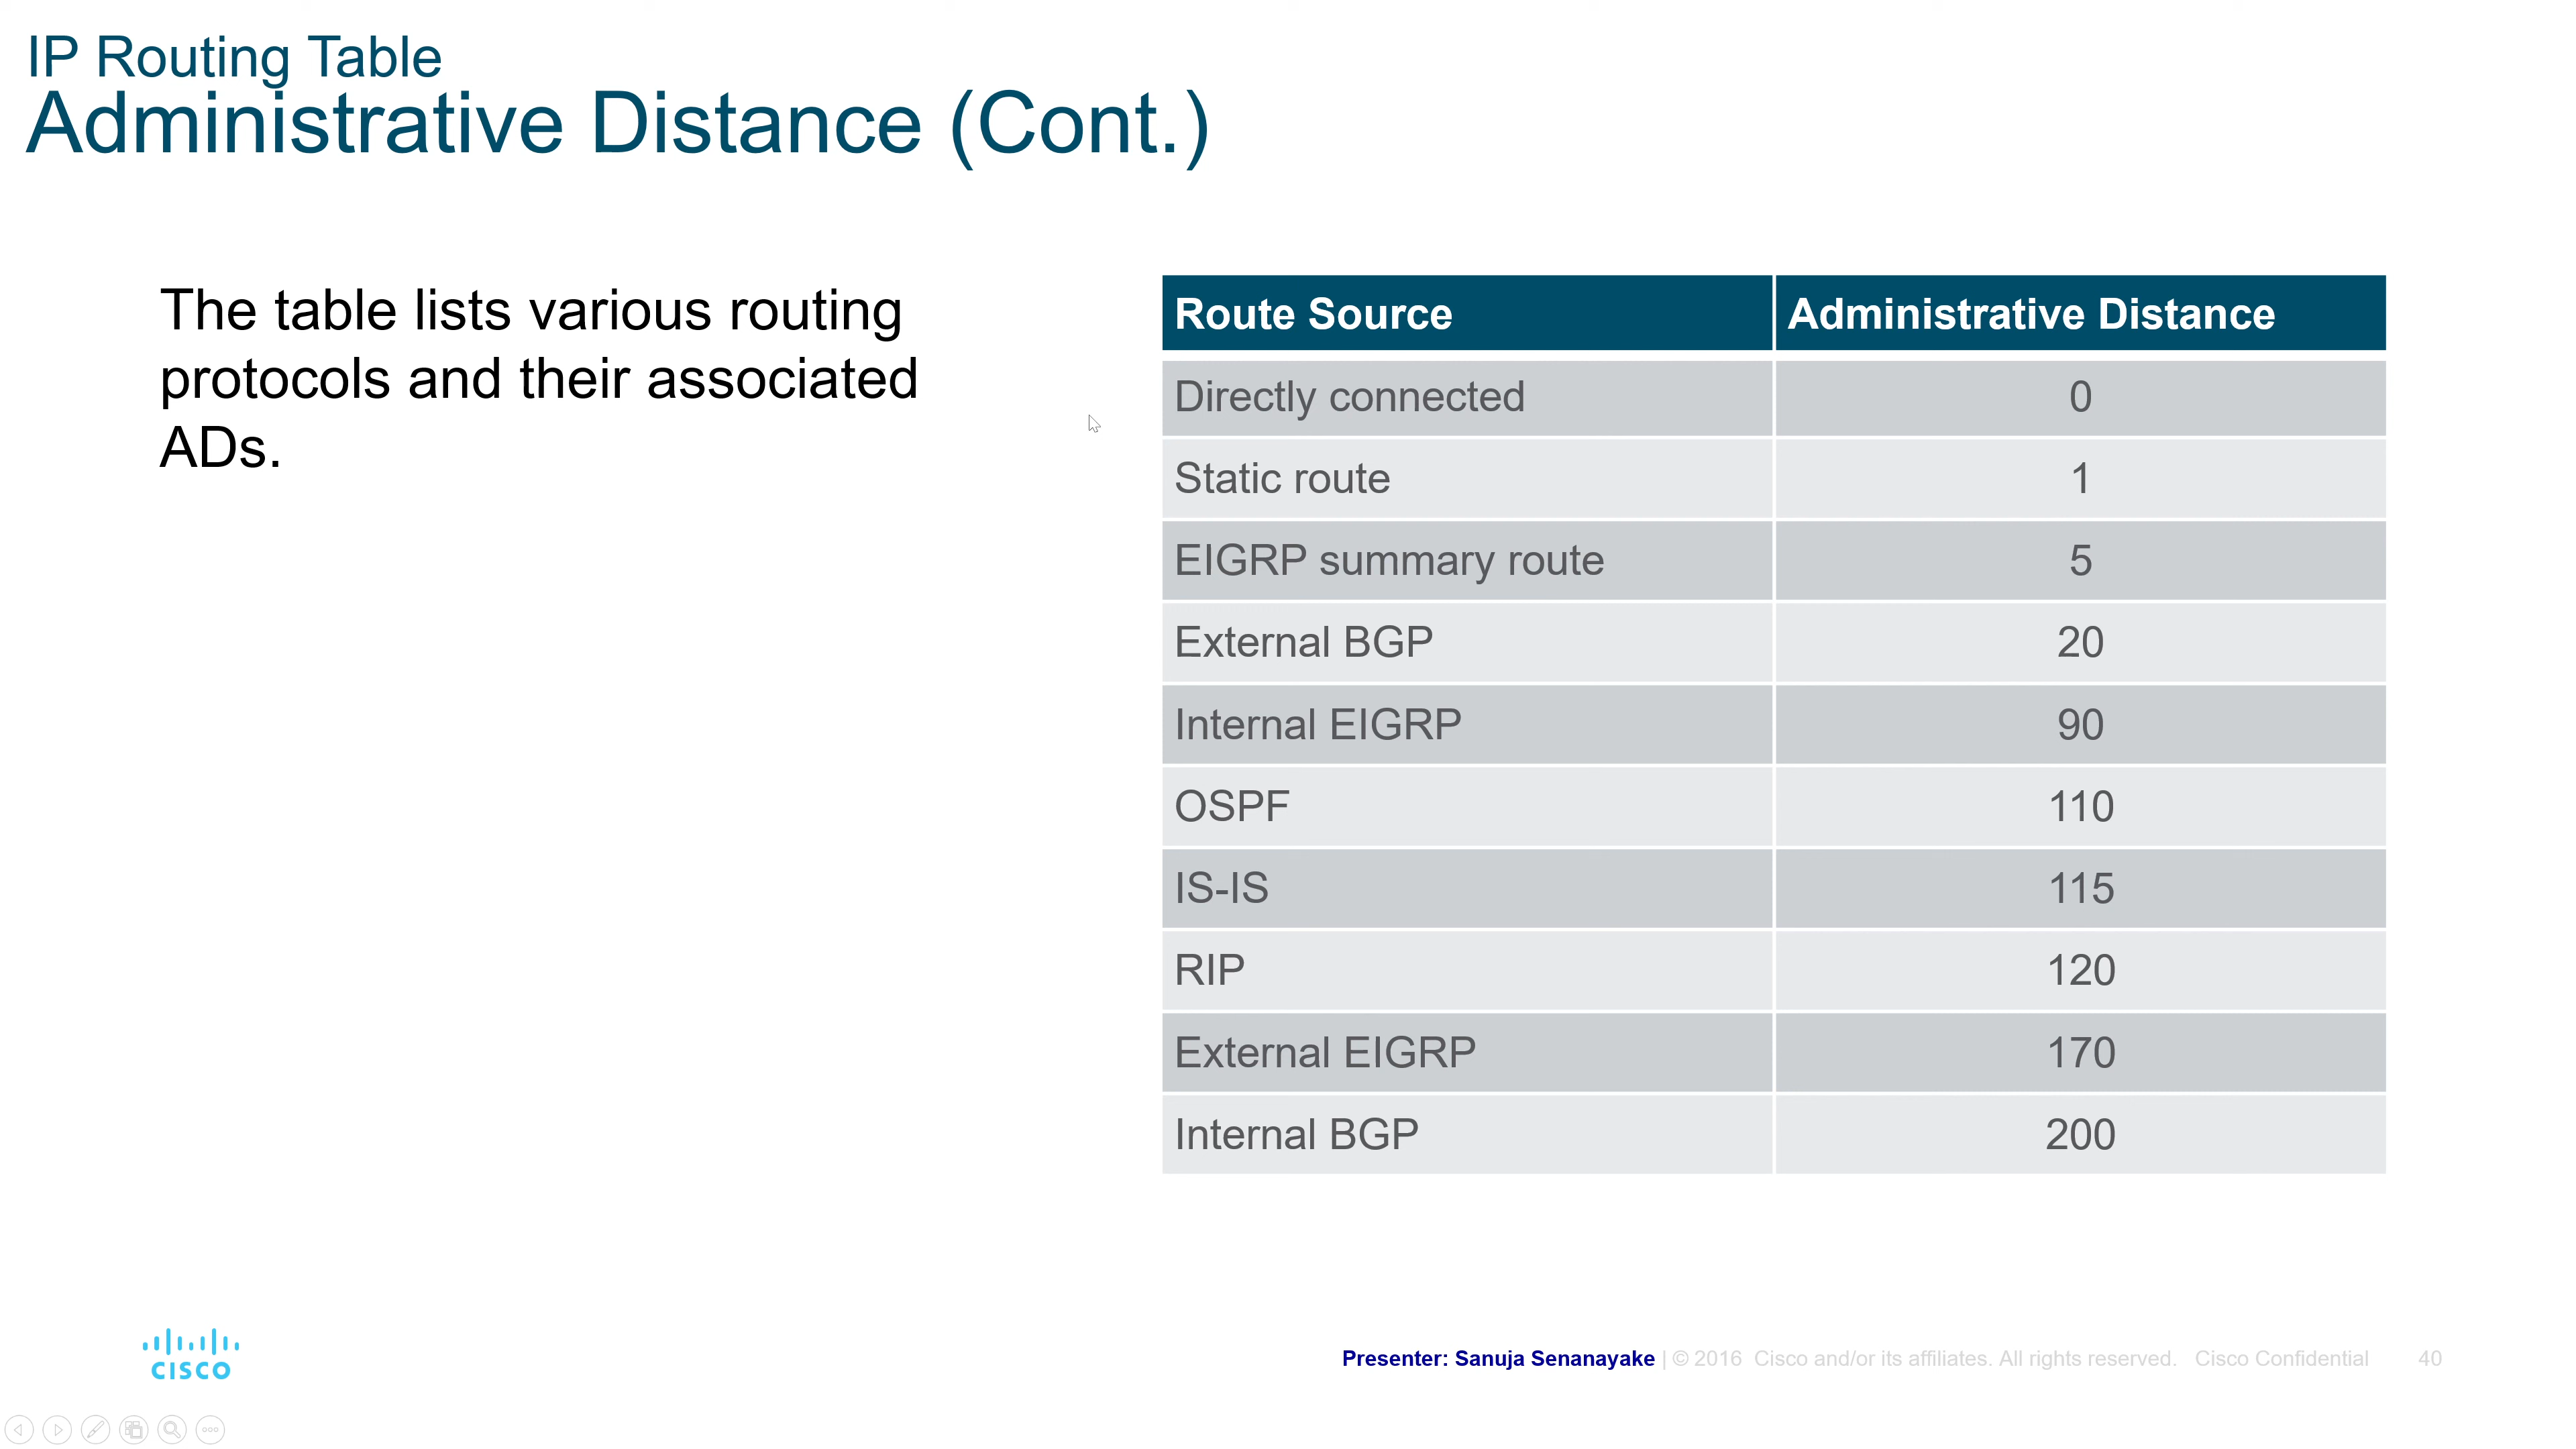 IP Routing Table
Administrative Distance (Cont.)
The table lists various routing
protocols and their associated
ADs.
Route Source Administrative Distance
Directly connected 0
Static route 1
EIGRP summary route 5
External BGP 20
Internal EIGRP 90
OSPF 110
IS-IS 115
RIP 120
External EIGRP 170
Internal BGP 200
CISCO
Presenter: Sanuja Senanayake | © 2016 Cisco and/or its affiliates. All rights reserved. Cisco Confidential 40